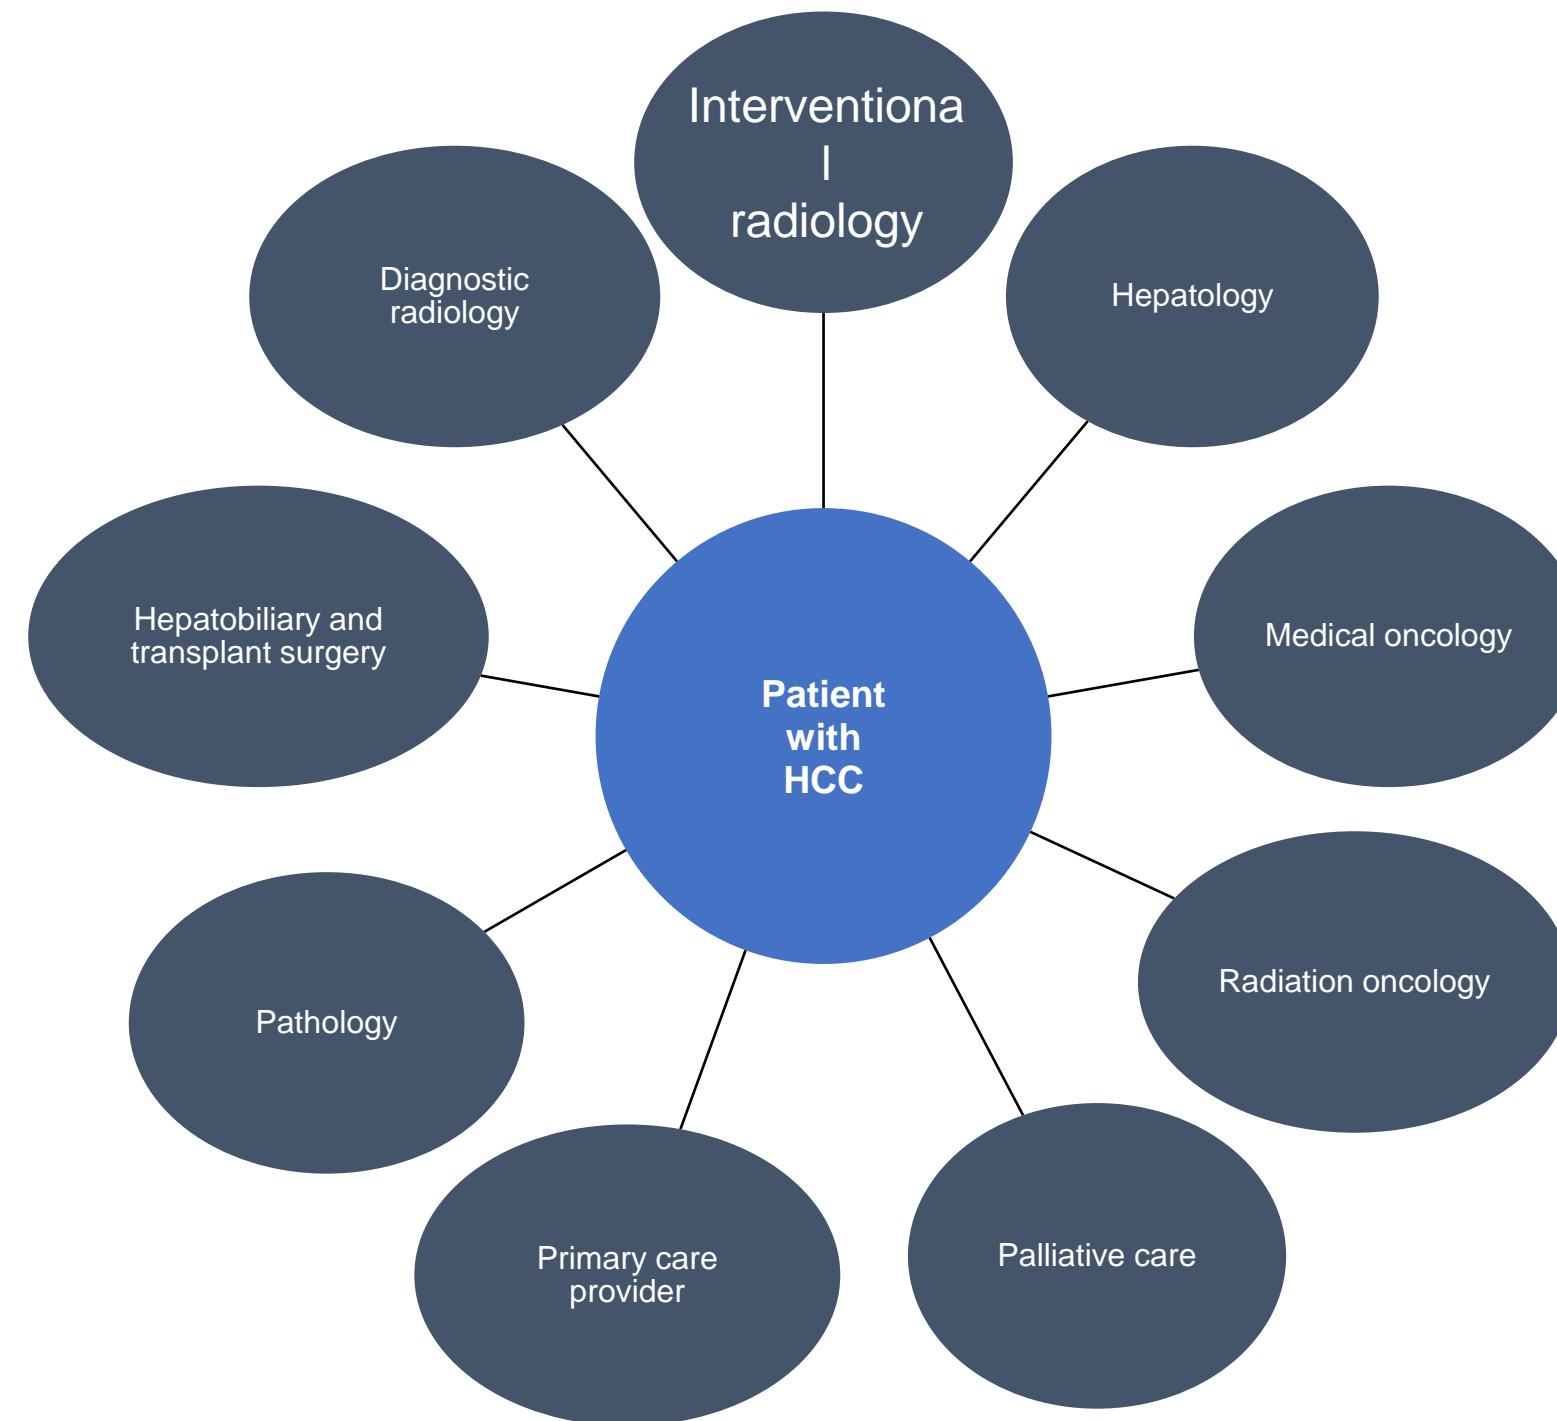 Interventiona
l
radiology
Diagnostic
radiology
Hepatology
Hepatobiliary and
transplant surgery
Medical oncology
Patient
with
HCC
Radiation oncology
Pathology
Primary care
provider
Palliative care